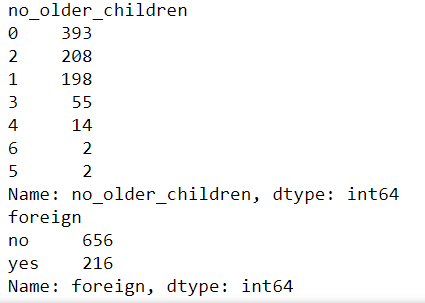 no_older_children
0    393
2    208
1    198
3     55
4     14
6      2
5      2
Name: no_older_children, dtype: int64
foreign
no     656
yes    216
Name: foreign, dtype: int64